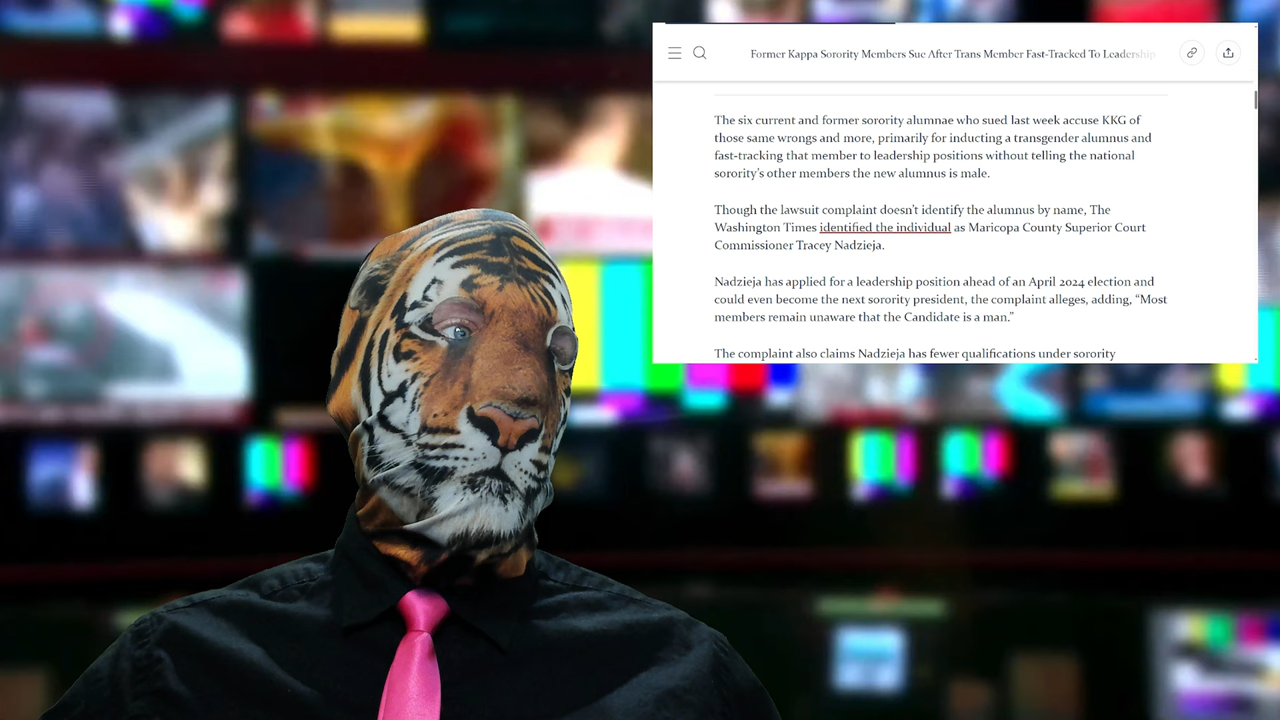 Former Kappa Sorority Members Sue After Trans Member Fast-Tracked To Leadership
The six current and former sorority alumnae who sued last week accuse KKG of
those same wrongs and more, primarily for inducting a transgender alumnus and
fast-tracking that member to leadership positions without telling the national
sorority's other members the new alumnus is male.
Though the lawsuit complaint doesn't identify the alumnus by name, The
Washington Times identified the individual as Maricopa County Superior Court
Commissioner Tracey Nadzieja.
Nadzieja has applied for a leadership position ahead of an April 2024 election and
could even become the next sorority president, the complaint alleges, adding, “Most
members remain unaware that the Candidate is a man.”
The complaint also claims Nadzieja has fewer qualifications under sorority